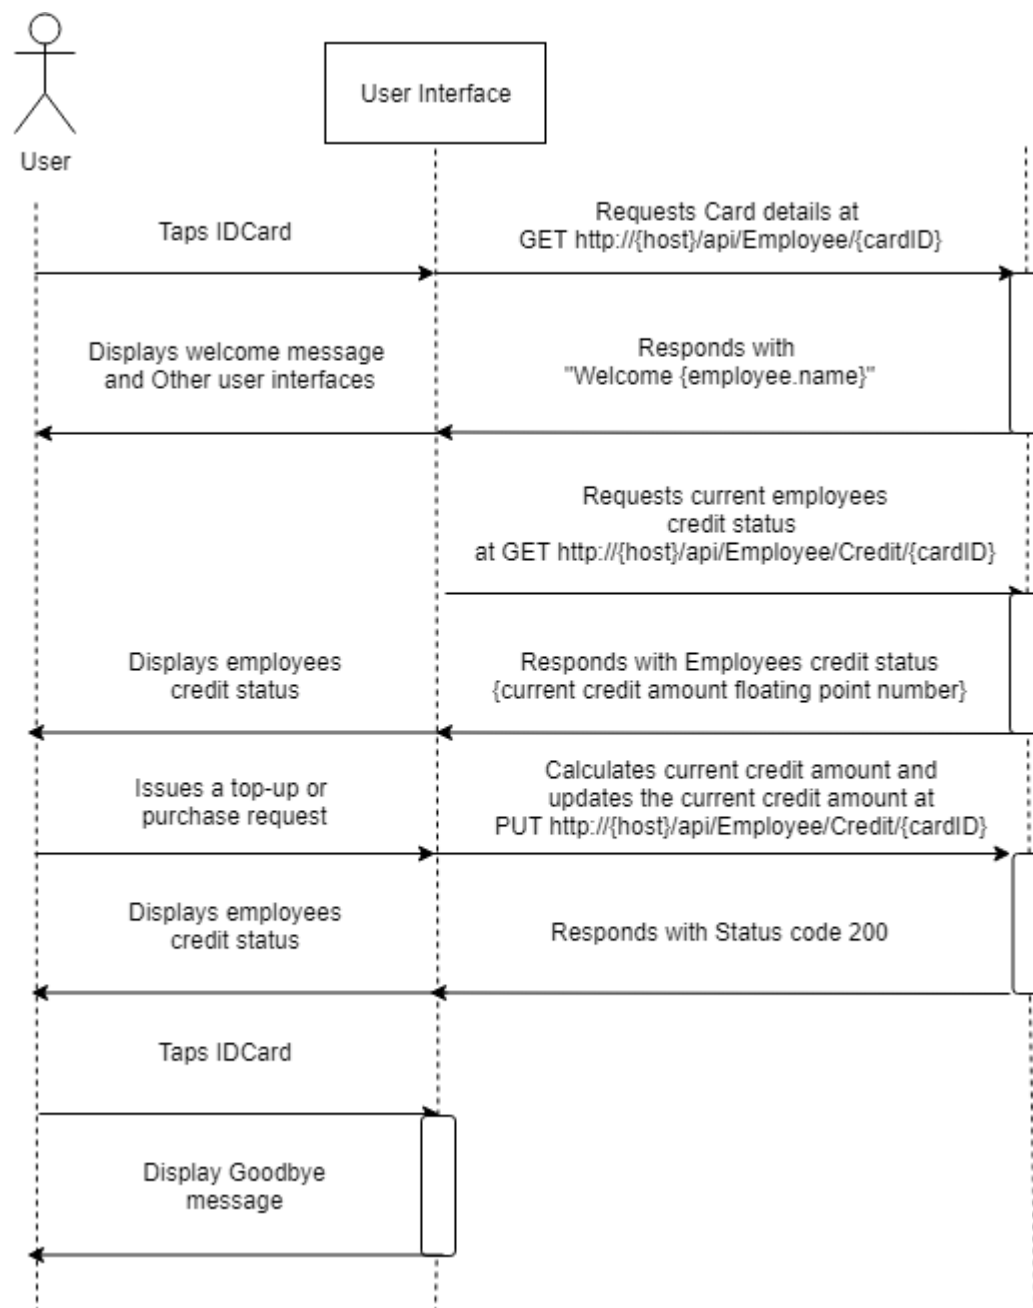 User Interface
User
Taps IDCard
Requests Card details at
GET http://{host}/api/Employee/{cardID}
Displays welcome message
and Other user interfaces
Responds with
"Welcome {employee.name}"
Requests current employees
credit status
at GET http://{host}/api/Employee/Credit/{cardID}
Displays employees
credit status
Responds with Employees credit status
{current credit amount floating point number}
Issues a top-up or
purchase request
Calculates current credit amount and
updates the current credit amount at
PUT http://{host}/api/Employee/Credit/{cardID}
Displays employees
credit status
Responds with Status code 200
Taps IDCard
Display Goodbye
message